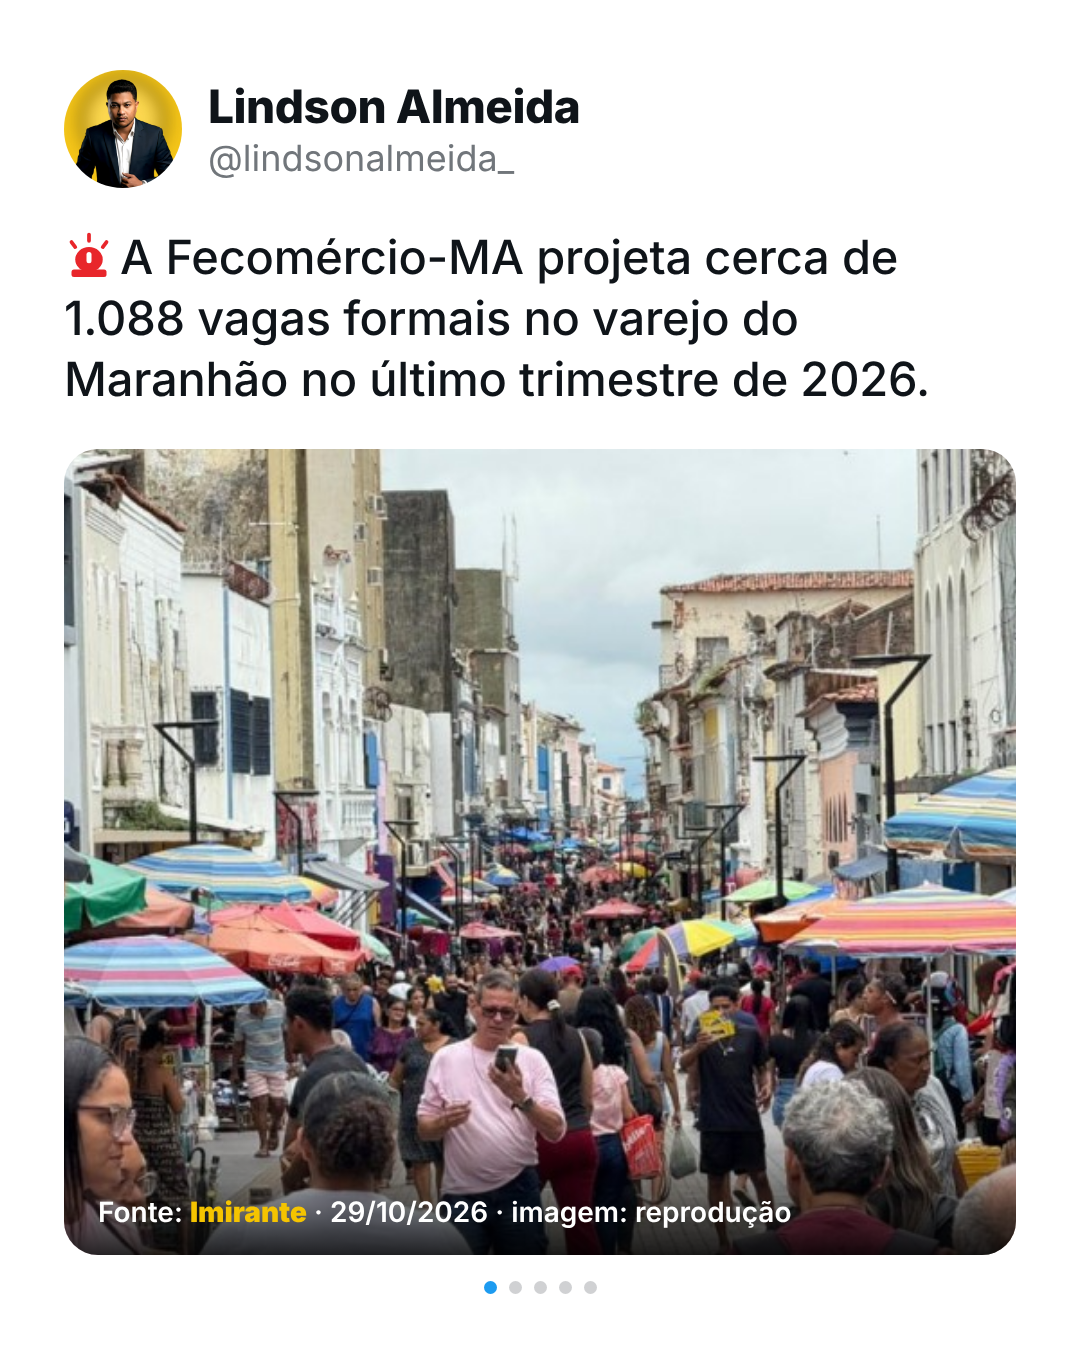 Lindson Almeida
@lindsonalmeida_
🚨 A Fecomércio-MA projeta cerca de
1.088 vagas formais no varejo do
Maranhão no último trimestre de 2026.
Fonte: Imirante · 29/10/2026 · imagem: reprodução